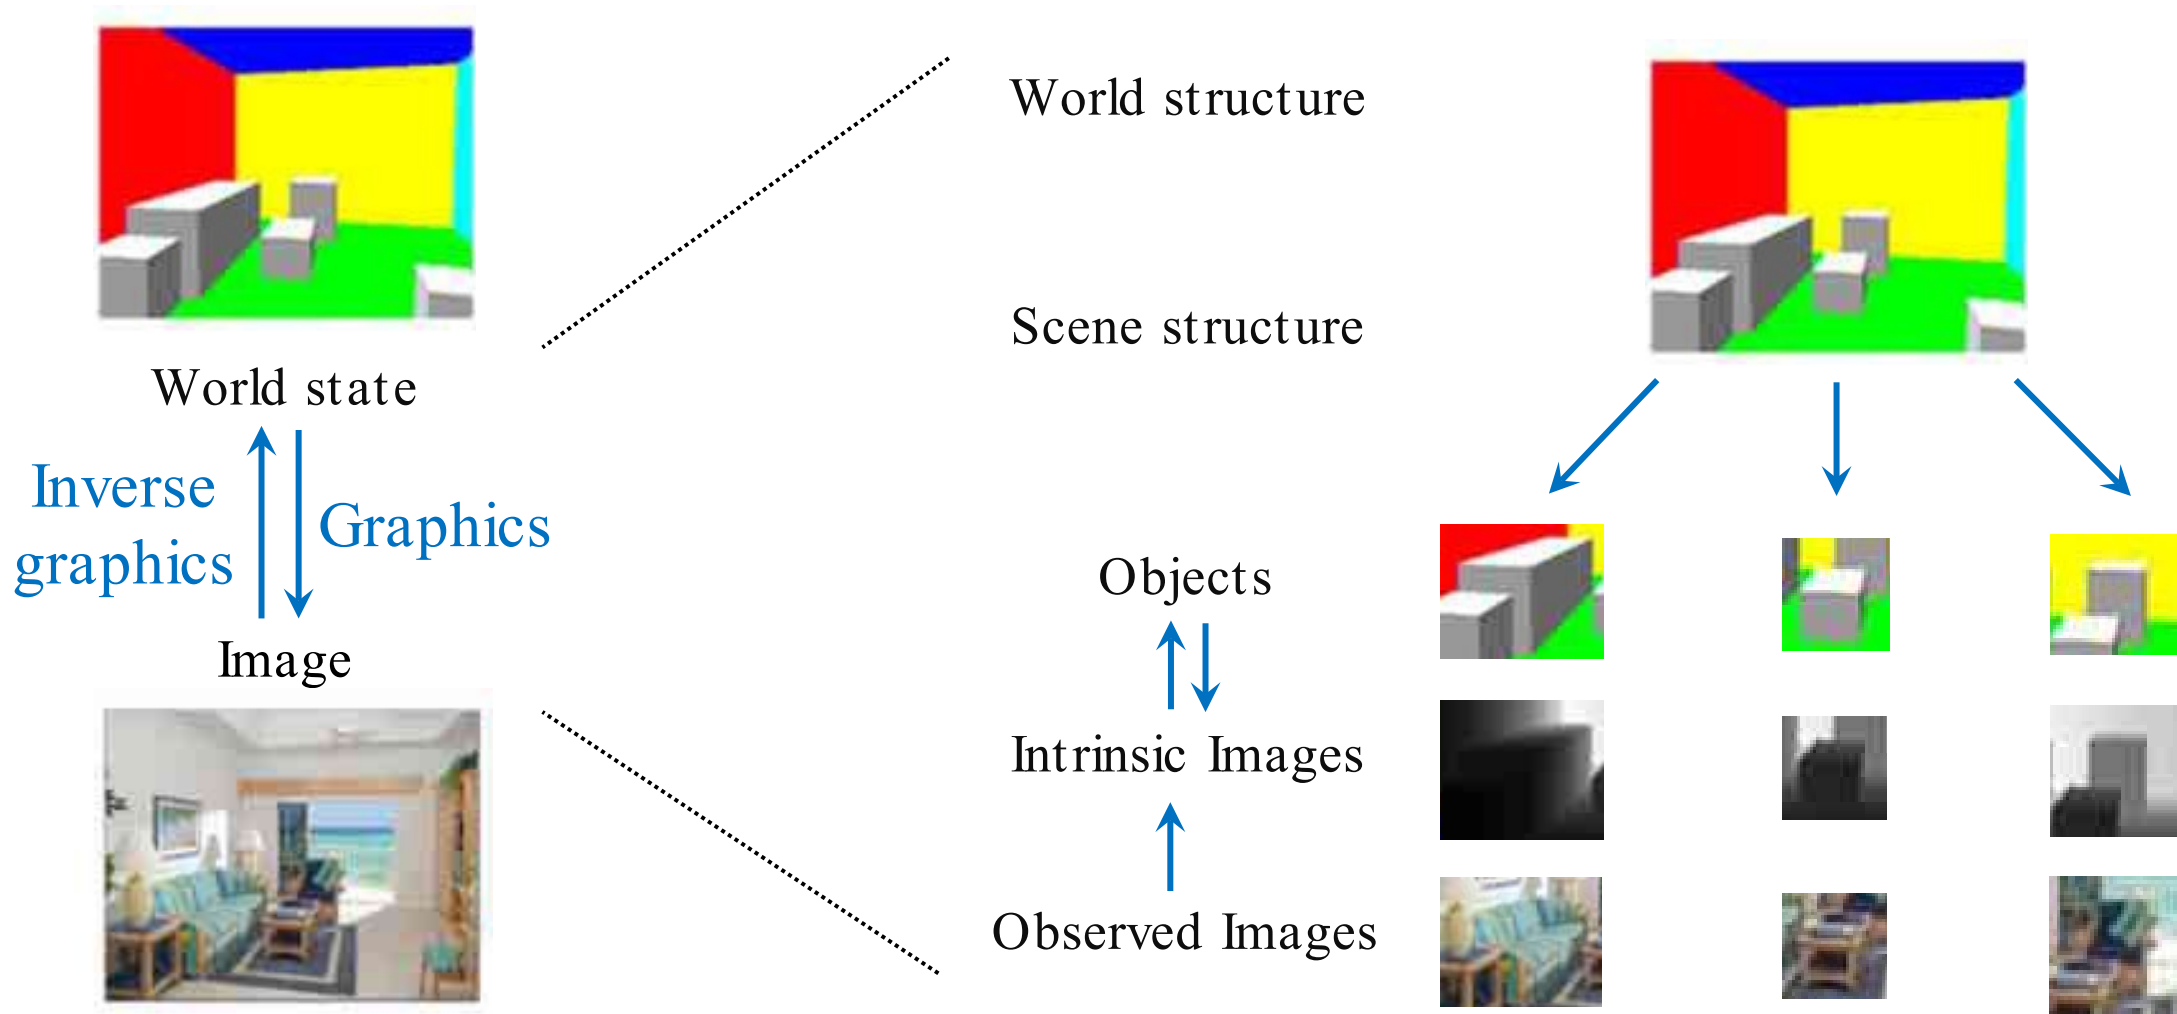 World state
Inverse
graphics
Graphics
Image
World structure
Scene structure
Objects
Intrinsic Images
Observed Images